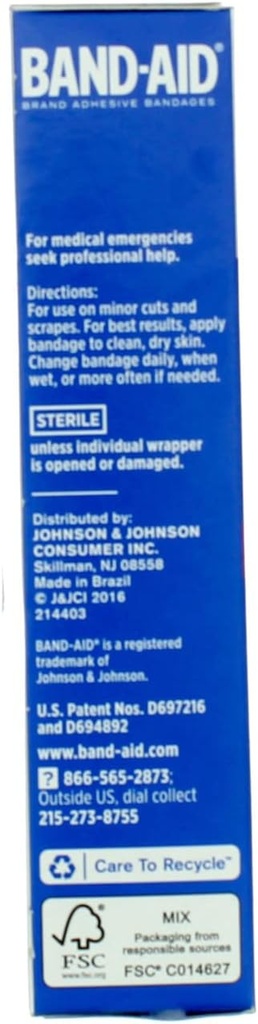 BAND-AID®
BRAND ADHESIVE BANDAGES
For medical emergencies
seek professional help.
Directions:
For use on minor cuts and
scrapes. For best results, apply
bandage to clean, dry skin.
Change bandage daily, when
wet, or more often if needed.
STERILE
unless individual wrapper
is opened or damaged.
Distributed by:
JOHNSON & JOHNSON
CONSUMER INC.
Skillman, NJ 08558
Made in Brazil
© J&JCI 2016
214403
BAND-AID® is a registered
trademark of
Johnson & Johnson.
U.S. Patent Nos. D697216
and D694892
www.band-aid.com
? 866-565-2873;
Outside US, dial collect
215-273-8755
Care To Recycle™
FSC
www.fsc.org
MIX
Packaging from
responsible sources
FSC® C014627